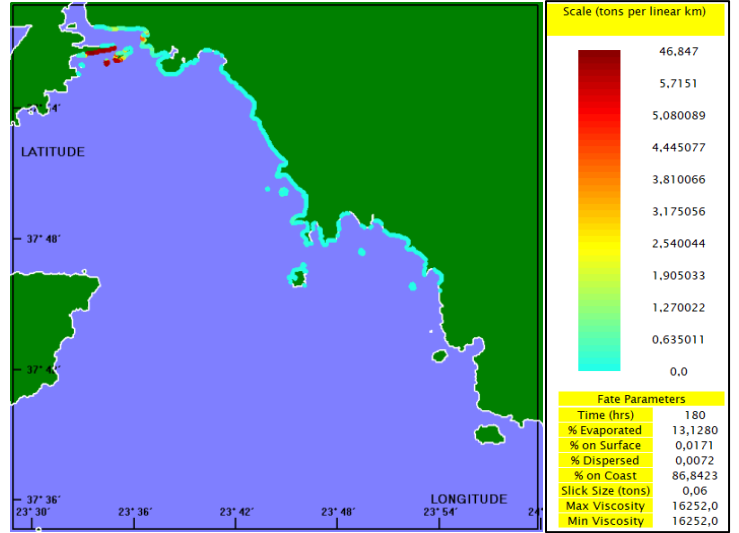 LATITUDE
37° 48´
LONGITUDE
37° 36´
23° 30´
23° 36´
23° 42´
23° 48´
23° 54´
24°
Scale (tons per linear km)
46,847
5,7151
5,080089
4,445077
3,810066
3,175056
2,540044
1,905033
1,270022
0,635011
0,0
Fate Parameters
Time (hrs) 180
% Evaporated 13,1280
% on Surface 0,0171
% Dispersed 0,0072
% on Coast 86,8423
Slick Size (tons) 0,06
Max Viscosity 16252,0
Min Viscosity 16252,0